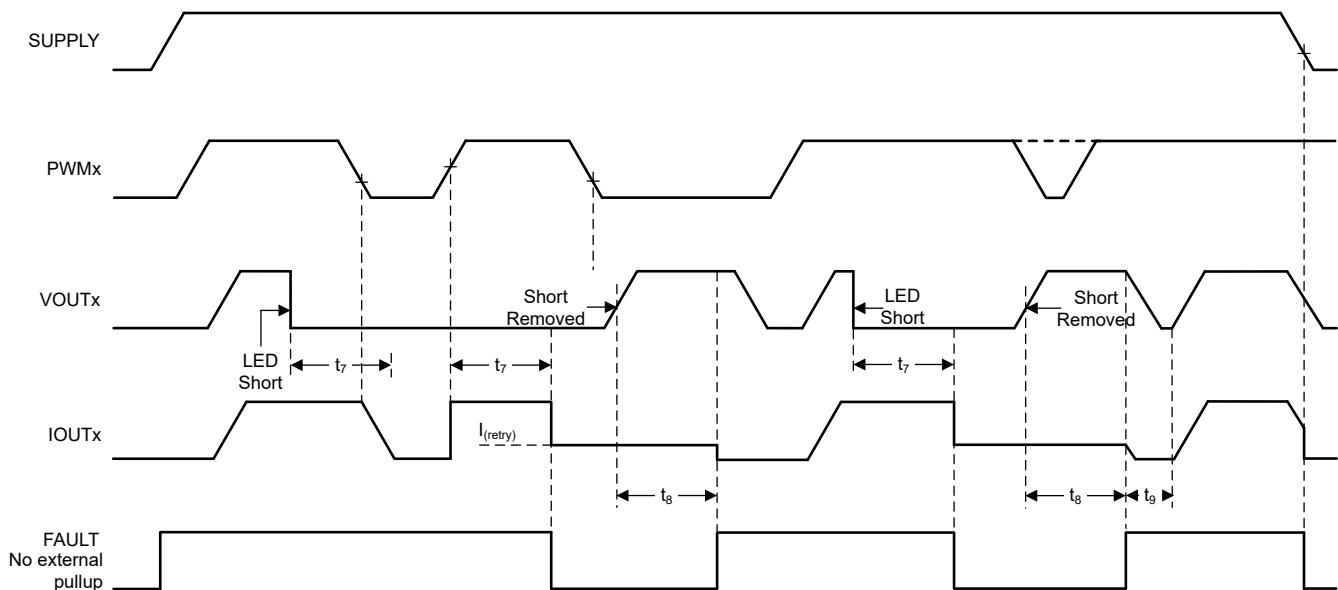 SUPPLY
PWMx
VOUTx
LED
Short
t7
t7
Short
Removed
LED
Short
t7
Short
Removed
IOUTx
I(retry)
t8
t8
t9
FAULT
No external
pullup